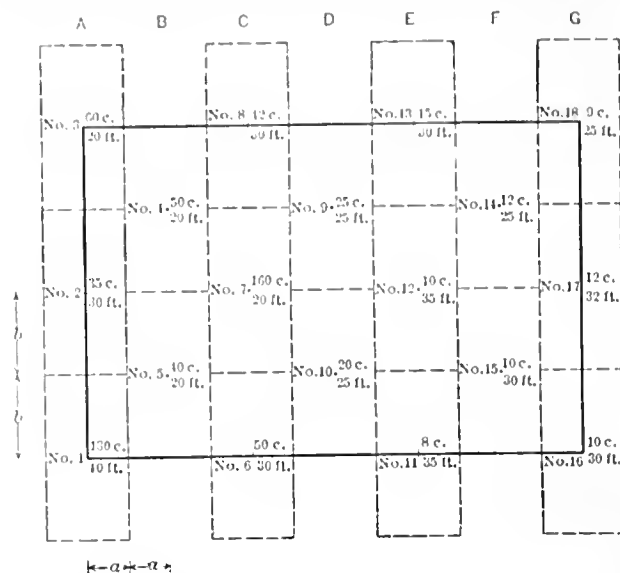 A B C D E F G
No. 3 60 c. No. 8 · 12 c. No. 13 · 15 c. No. 18 9 c.
20 ft. 30 ft. 30 ft. 25 ft.
No. 4 · 50 c. No. 9 · 25 c. No. 14 · 12 c.
20 ft. 25 ft. 25 ft.
No. 2 35 c. No. 7 · 160 c. No. 12 · 10 c. No. 17 12 c.
30 ft. 20 ft. 35 ft. 32 ft.
b
No. 5 · 40 c. No. 10 · 20 c. No. 15 · 10 c.
20 ft. 25 ft. 30 ft.
b
130 c. 50 c. 8 c. 10 c.
No. 1 40 ft. No. 6 · 30 ft. No. 11 35 ft. No. 16 30 ft.
a a